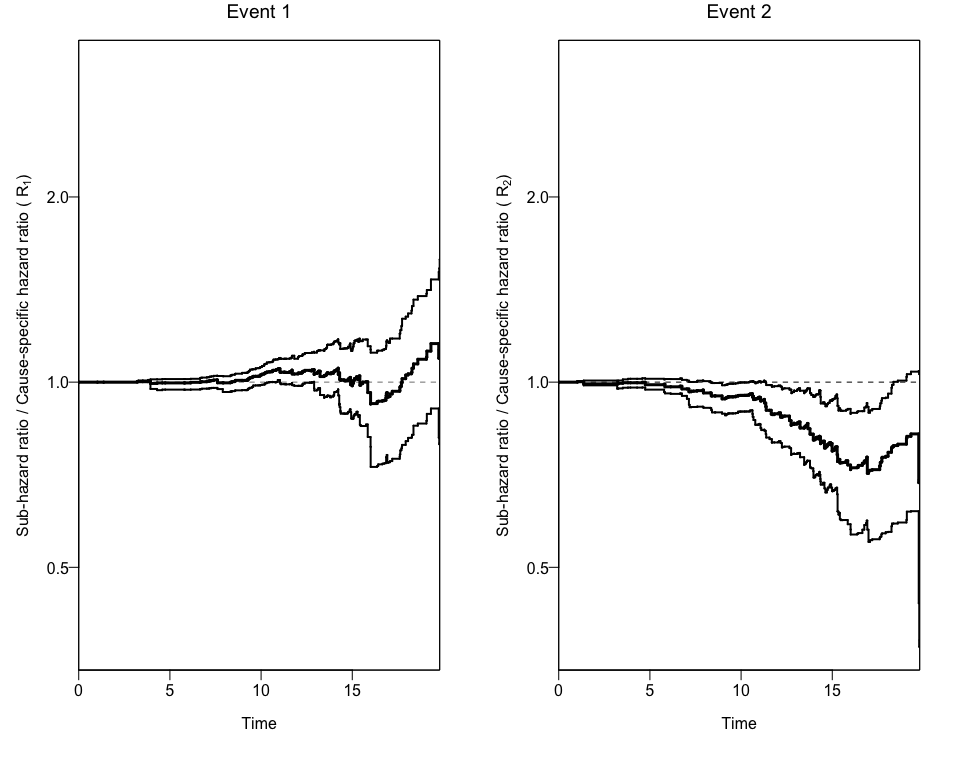 Event 1
Sub-hazard ratio / Cause-specific hazard ratio ( R1)
2.0
1.0
0.5
0 5 10 15
Time
Event 2
Sub-hazard ratio / Cause-specific hazard ratio ( R2)
2.0
1.0
0.5
0 5 10 15
Time